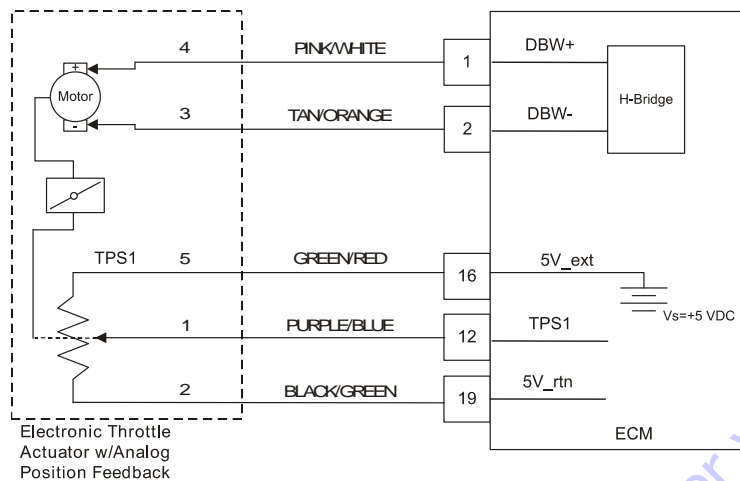 4 PINK/WHITE 1 DBW+
+
Motor
-
H-Bridge
3 TAN/ORANGE 2 DBW-
TPS1 5 GREEN/RED 16 5V_ext
Vs=+5 VDC
1 PURPLE/BLUE 12 TPS1
2 BLACK/GREEN 19 5V_rtn
ECM
Electronic Throttle
Actuator w/Analog
Position Feedback